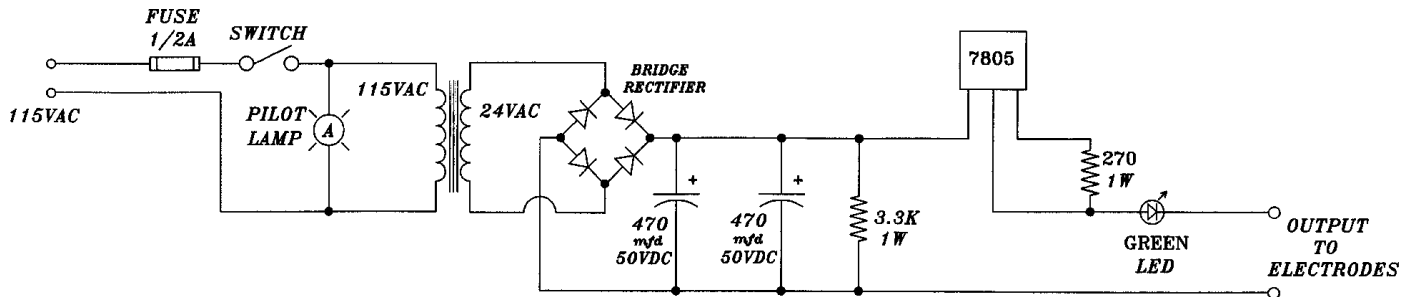 FUSE
1/2A
SWITCH
115VAC
PILOT
LAMP
A
115VAC
24VAC
BRIDGE
RECTIFIER
+
470
mfd
50VDC
+
470
mfd
50VDC
3.3K
1W
7805
270
1W
GREEN
LED
OUTPUT
TO
ELECTRODES